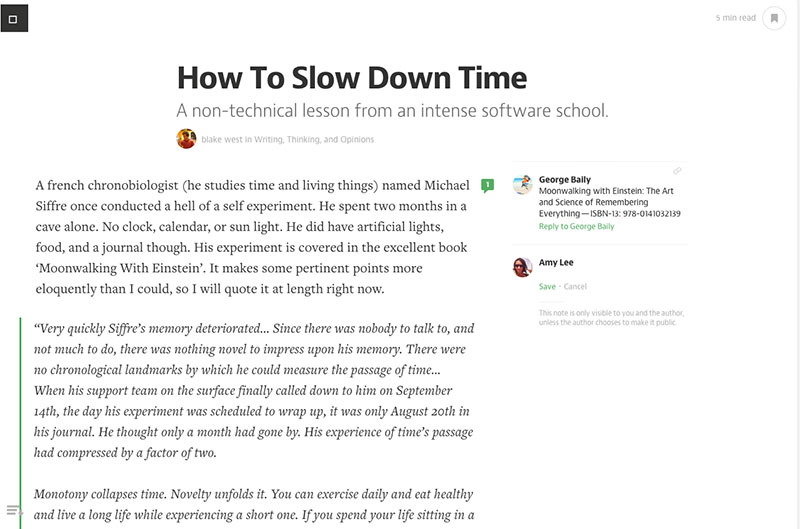 5 min read
How To Slow Down Time
A non-technical lesson from an intense software school.
blake west in Writing, Thinking, and Opinions
A french chronobiologist (he studies time and living things) named Michael
Siffre once conducted a hell of a self experiment. He spent two months in a
cave alone. No clock, calendar, or sun light. He did have artificial lights,
food, and a journal though. His experiment is covered in the excellent book
‘Moonwalking With Einstein’. It makes some pertinent points more
eloquently than I could, so I will quote it at length right now.
“Very quickly Siffre’s memory deteriorated... Since there was nobody to talk to, and
not much to do, there was nothing novel to impress upon his memory. There were
no chronological landmarks by which he could measure the passage of time...
When his support team on the surface finally called down to him on September
14th, the day his experiment was scheduled to wrap up, it was only August 20th in
his journal. He thought only a month had gone by. His experience of time’s passage
had compressed by a factor of two.
Monotony collapses time. Novelty unfolds it. You can exercise daily and eat healthy
and live a long life while experiencing a short one. If you spend your life sitting in a
1
George Baily
Moonwalking with Einstein: The Art
and Science of Remembering
Everything — ISBN-13: 978-0141032139
Reply to George Baily
Amy Lee
Save - Cancel
This note is only visible to you and the author,
unless the author chooses to make it public.